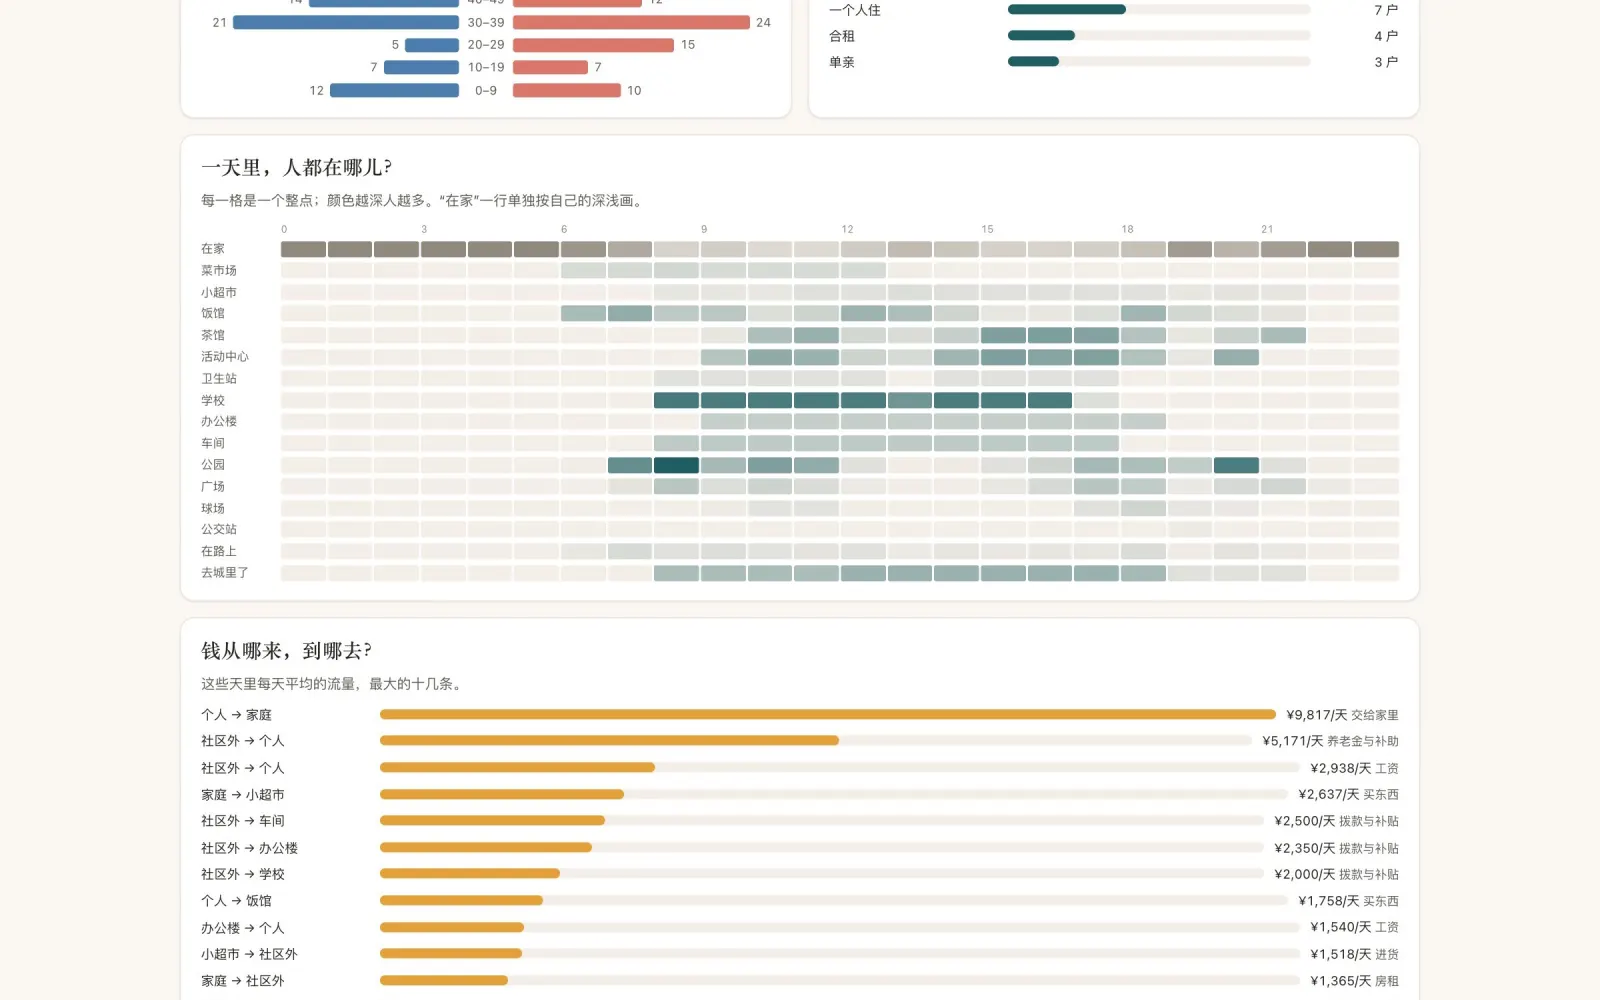 14 40–49 12
21 30–39 24
5 20–29 15
7 10–19 7
12 0–9 10
一个人住 7 户
合租 4 户
单亲 3 户
一天里，人都在哪儿?
每一格是一个整点；颜色越深人越多。“在家”一行单独按自己的深浅画。
0 3 6 9 12 15 18 21
在家
菜市场
小超市
饭馆
茶馆
活动中心
卫生站
学校
办公楼
车间
公园
广场
球场
公交站
在路上
去城里了
钱从哪来，到哪去?
这些天里每天平均的流量，最大的十几条。
个人 → 家庭 ¥9,817/天 交给家里
社区外 → 个人 ¥5,171/天 养老金与补助
社区外 → 个人 ¥2,938/天 工资
家庭 → 小超市 ¥2,637/天 买东西
社区外 → 车间 ¥2,500/天 拨款与补贴
社区外 → 办公楼 ¥2,350/天 拨款与补贴
社区外 → 学校 ¥2,000/天 拨款与补贴
个人 → 饭馆 ¥1,758/天 买东西
办公楼 → 个人 ¥1,540/天 工资
小超市 → 社区外 ¥1,518/天 进货
家庭 → 社区外 ¥1,365/天 房租